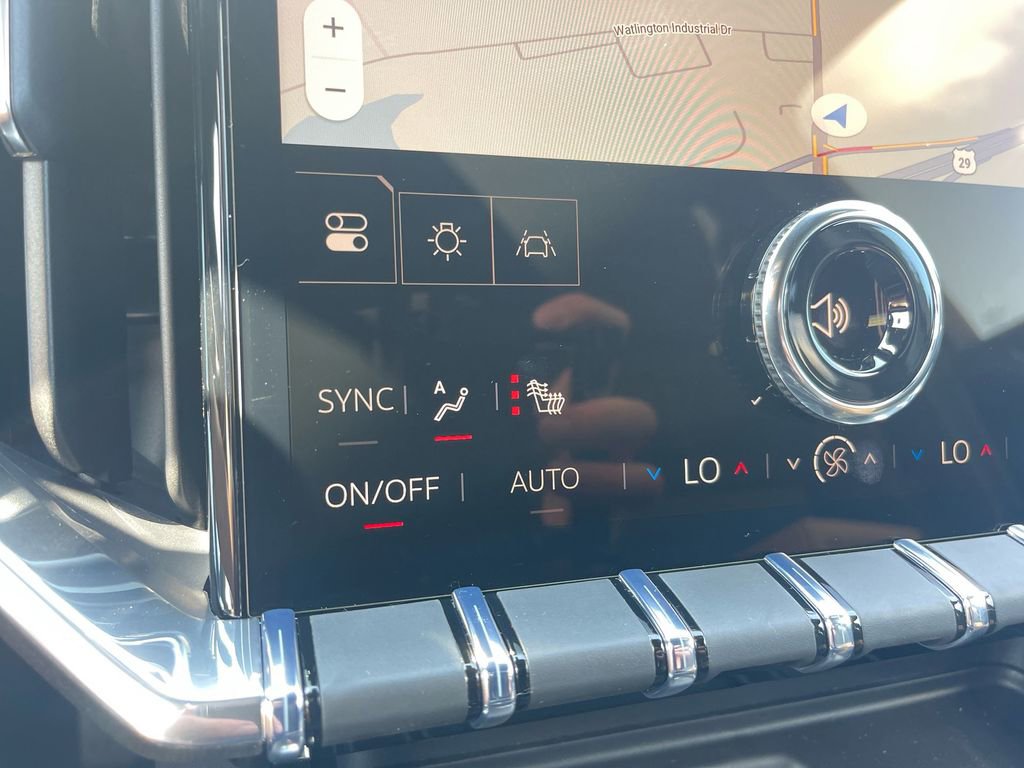 Watlington Industrial Dr
29
SYNC
A
ON/OFF
AUTO
LO
LO